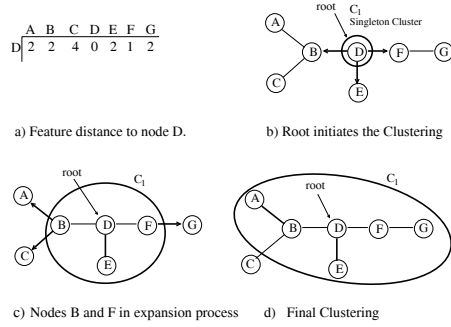 A B C D E F G
D 2 2 4 0 2 1 2
a) Feature distance to node D.
root
C1
Singleton Cluster
A
B
D
F
G
C
E
b) Root initiates the Clustering
root
C1
A
B
D
F
G
C
E
c) Nodes B and F in expansion process
C1
root
A
B
D
F
G
C
E
d) Final Clustering